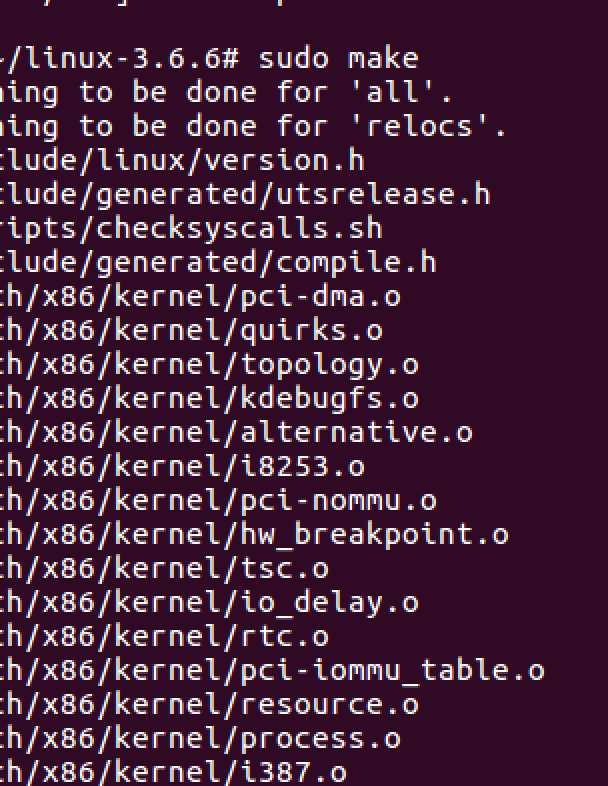 ~/linux-3.6.6# sudo make
ing to be done for 'all'.
ing to be done for 'relocs'.
clude/linux/version.h
clude/generated/utsrelease.h
ripts/checksyscalls.sh
clude/generated/compile.h
ch/x86/kernel/pci-dma.o
ch/x86/kernel/quirks.o
ch/x86/kernel/topology.o
ch/x86/kernel/kdebugfs.o
ch/x86/kernel/alternative.o
ch/x86/kernel/i8253.o
ch/x86/kernel/pci-nommu.o
ch/x86/kernel/hw_breakpoint.o
ch/x86/kernel/tsc.o
ch/x86/kernel/io_delay.o
ch/x86/kernel/rtc.o
ch/x86/kernel/pci-iommu_table.o
ch/x86/kernel/resource.o
ch/x86/kernel/process.o
ch/x86/kernel/i387.o